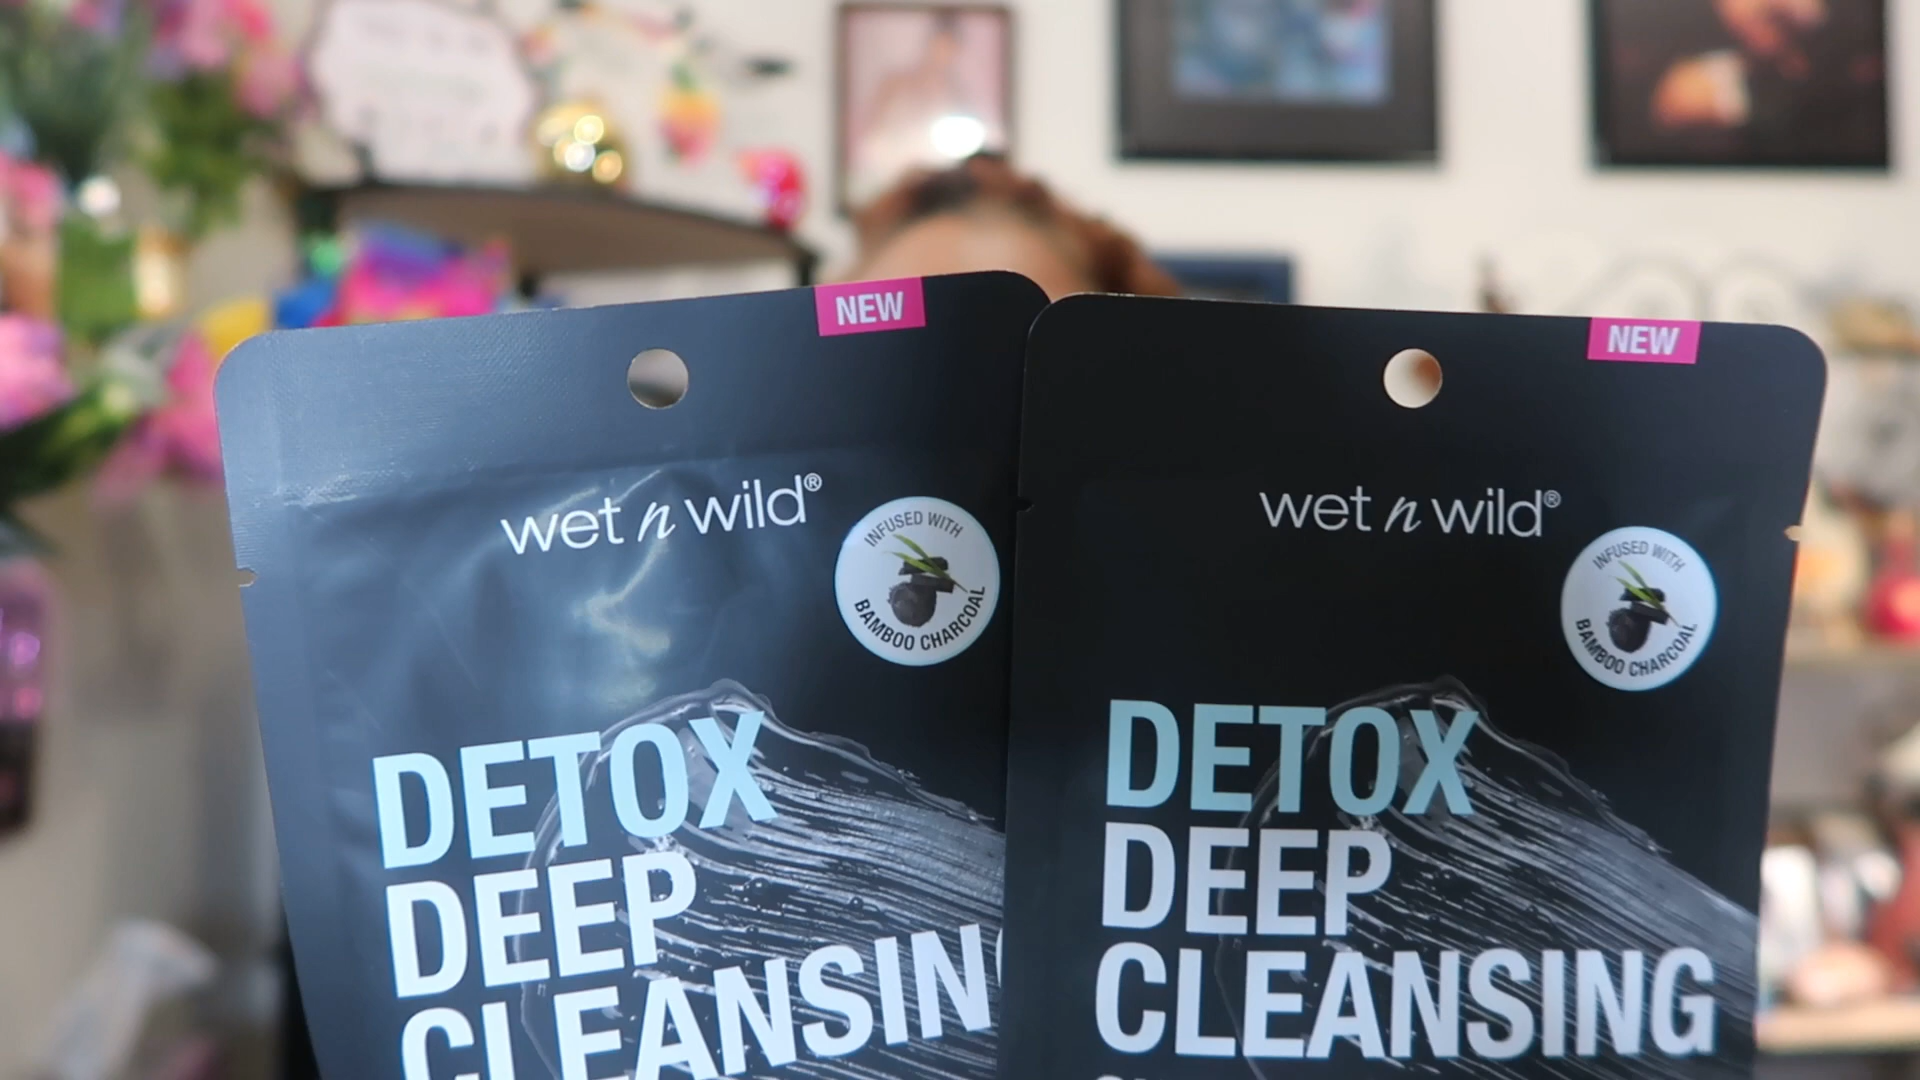 NEW
wet n wild®
INFUSED WITH
BAMBOO CHARCOAL
DETOX
DEEP
CLEANSIN
NEW
wet n wild®
INFUSED WITH
BAMBOO CHARCOAL
DETOX
DEEP
CLEANSING